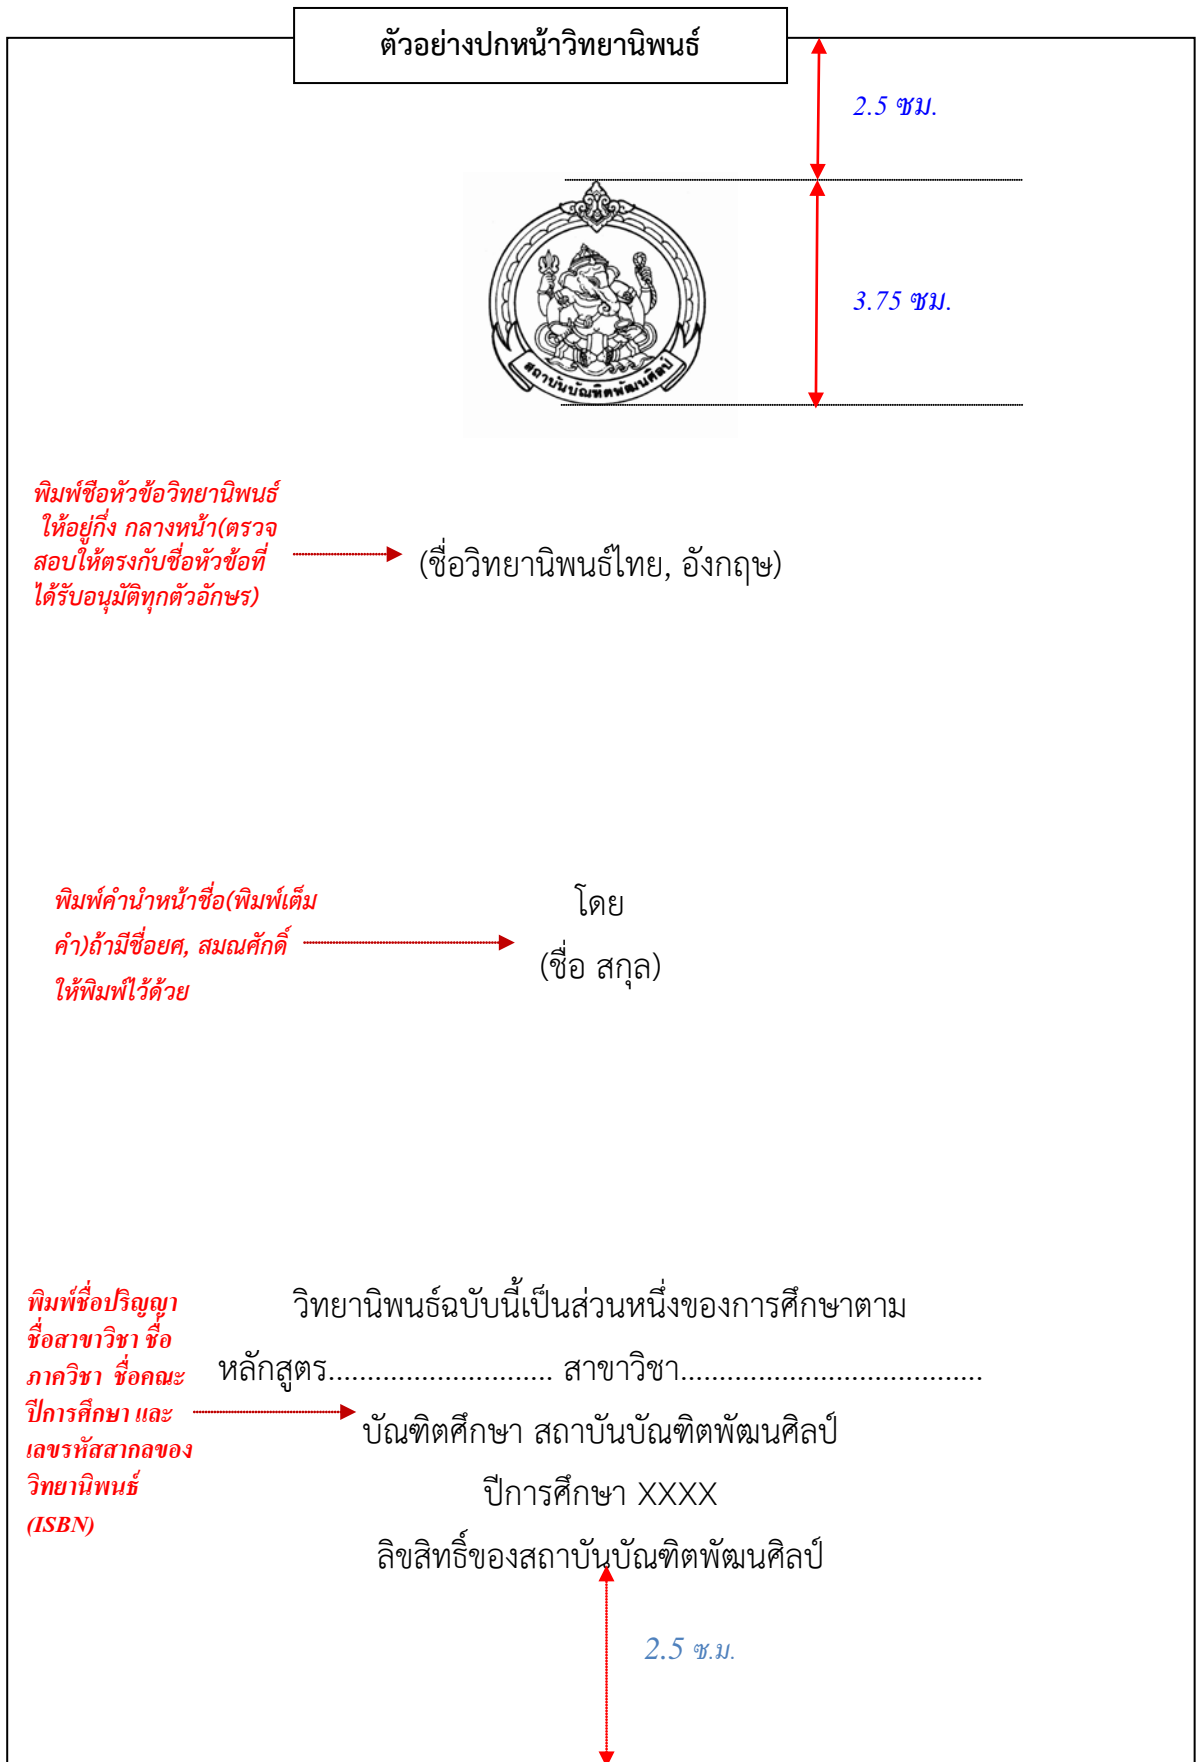 ตัวอย่างปกหน้าวิทยานิพนธ์
2.5 ซม.
3.75 ซม.
สถาบันบัณฑิตพัฒนศิลป์
พิมพ์ชือหัวข้อวิทยานิพนธ์
ให้อยู่กึ่ง กลางหน้า(ตรวจ
สอบให้ตรงกับชื่อหัวข้อที่
ได้รับอนุมัติทุกตัวอักษร)
(ชื่อวิทยานิพนธ์ไทย, อังกฤษ)
พิมพ์คำนำหน้าชื่อ(พิมพ์เต็ม
คำ)ถ้ามีชื่อยศ, สมณศักดิ์
ให้พิมพ์ไว้ด้วย
โดย
(ชื่อ สกุล)
พิมพ์ชื่อปริญญา
ชื่อสาขาวิชา ชื่อ
ภาควิชา ชื่อคณะ
ปีการศึกษา และ
เลขรหัสสากลของ
วิทยานิพนธ์
(ISBN)
วิทยานิพนธ์ฉบับนี้เป็นส่วนหนึ่งของการศึกษาตาม
หลักสูตร............................. สาขาวิชา.......................................
บัณฑิตศึกษา สถาบันบัณฑิตพัฒนศิลป์
ปีการศึกษา XXXX
ลิขสิทธิ์ของสถาบันบัณฑิตพัฒนศิลป์
2.5 ซ.ม.